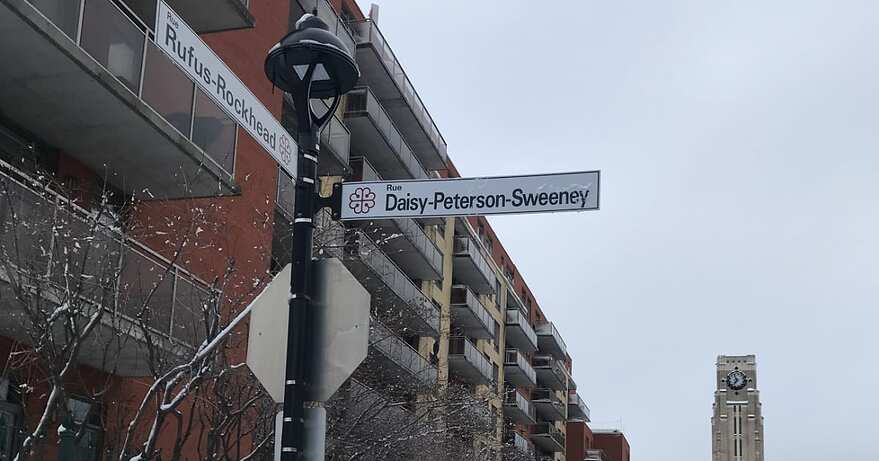 Rue
Rufus-Rockhead
Rue
Daisy-Peterson-Sweeney